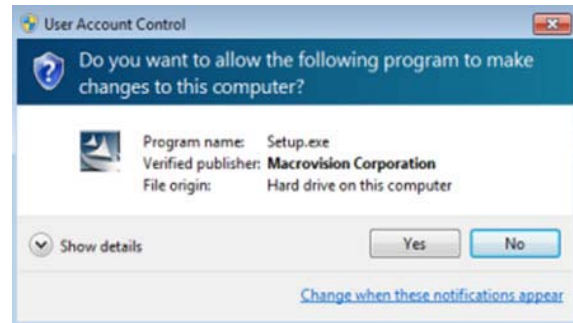 User Account Control
Do you want to allow the following program to make
changes to this computer?
Program name: Setup.exe
Verified publisher: Macrovision Corporation
File origin: Hard drive on this computer
Show details
Yes No
Change when these notifications appear